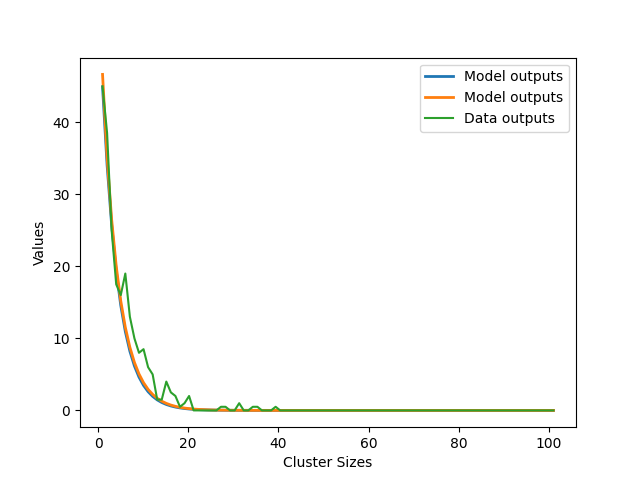 Model outputs
Model outputs
Data outputs
40
30
20
10
0
Values
0 20 40 60 80 100
Cluster Sizes